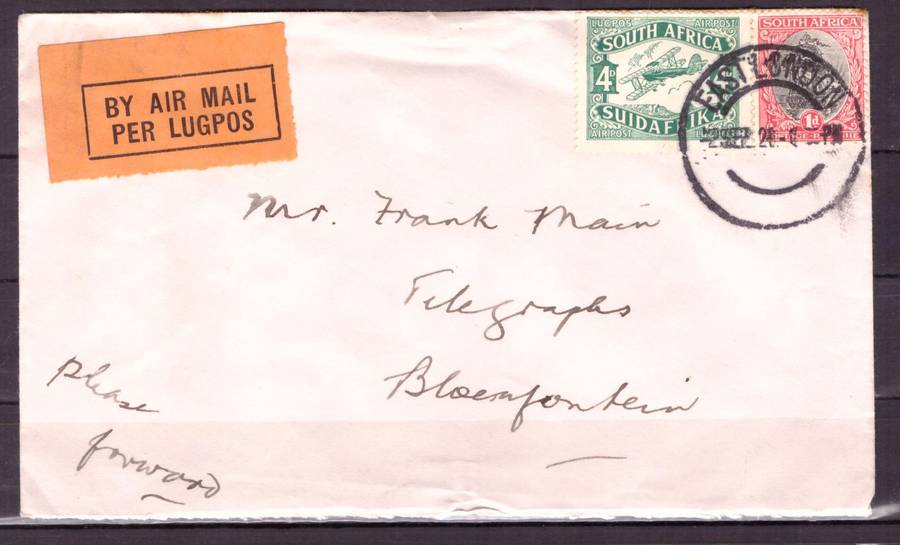 BY AIR MAIL
PER LUGPOS
LUGPOS AIR POST
SOUTH AFRICA
4D
SUIDAFRIKA
AIR POST LUGPOS
SOUTH AFRICA
1d
EAST LONDON
PM
Mr. Frank Main
Telegraphs
Bloemfontein
Please
forward